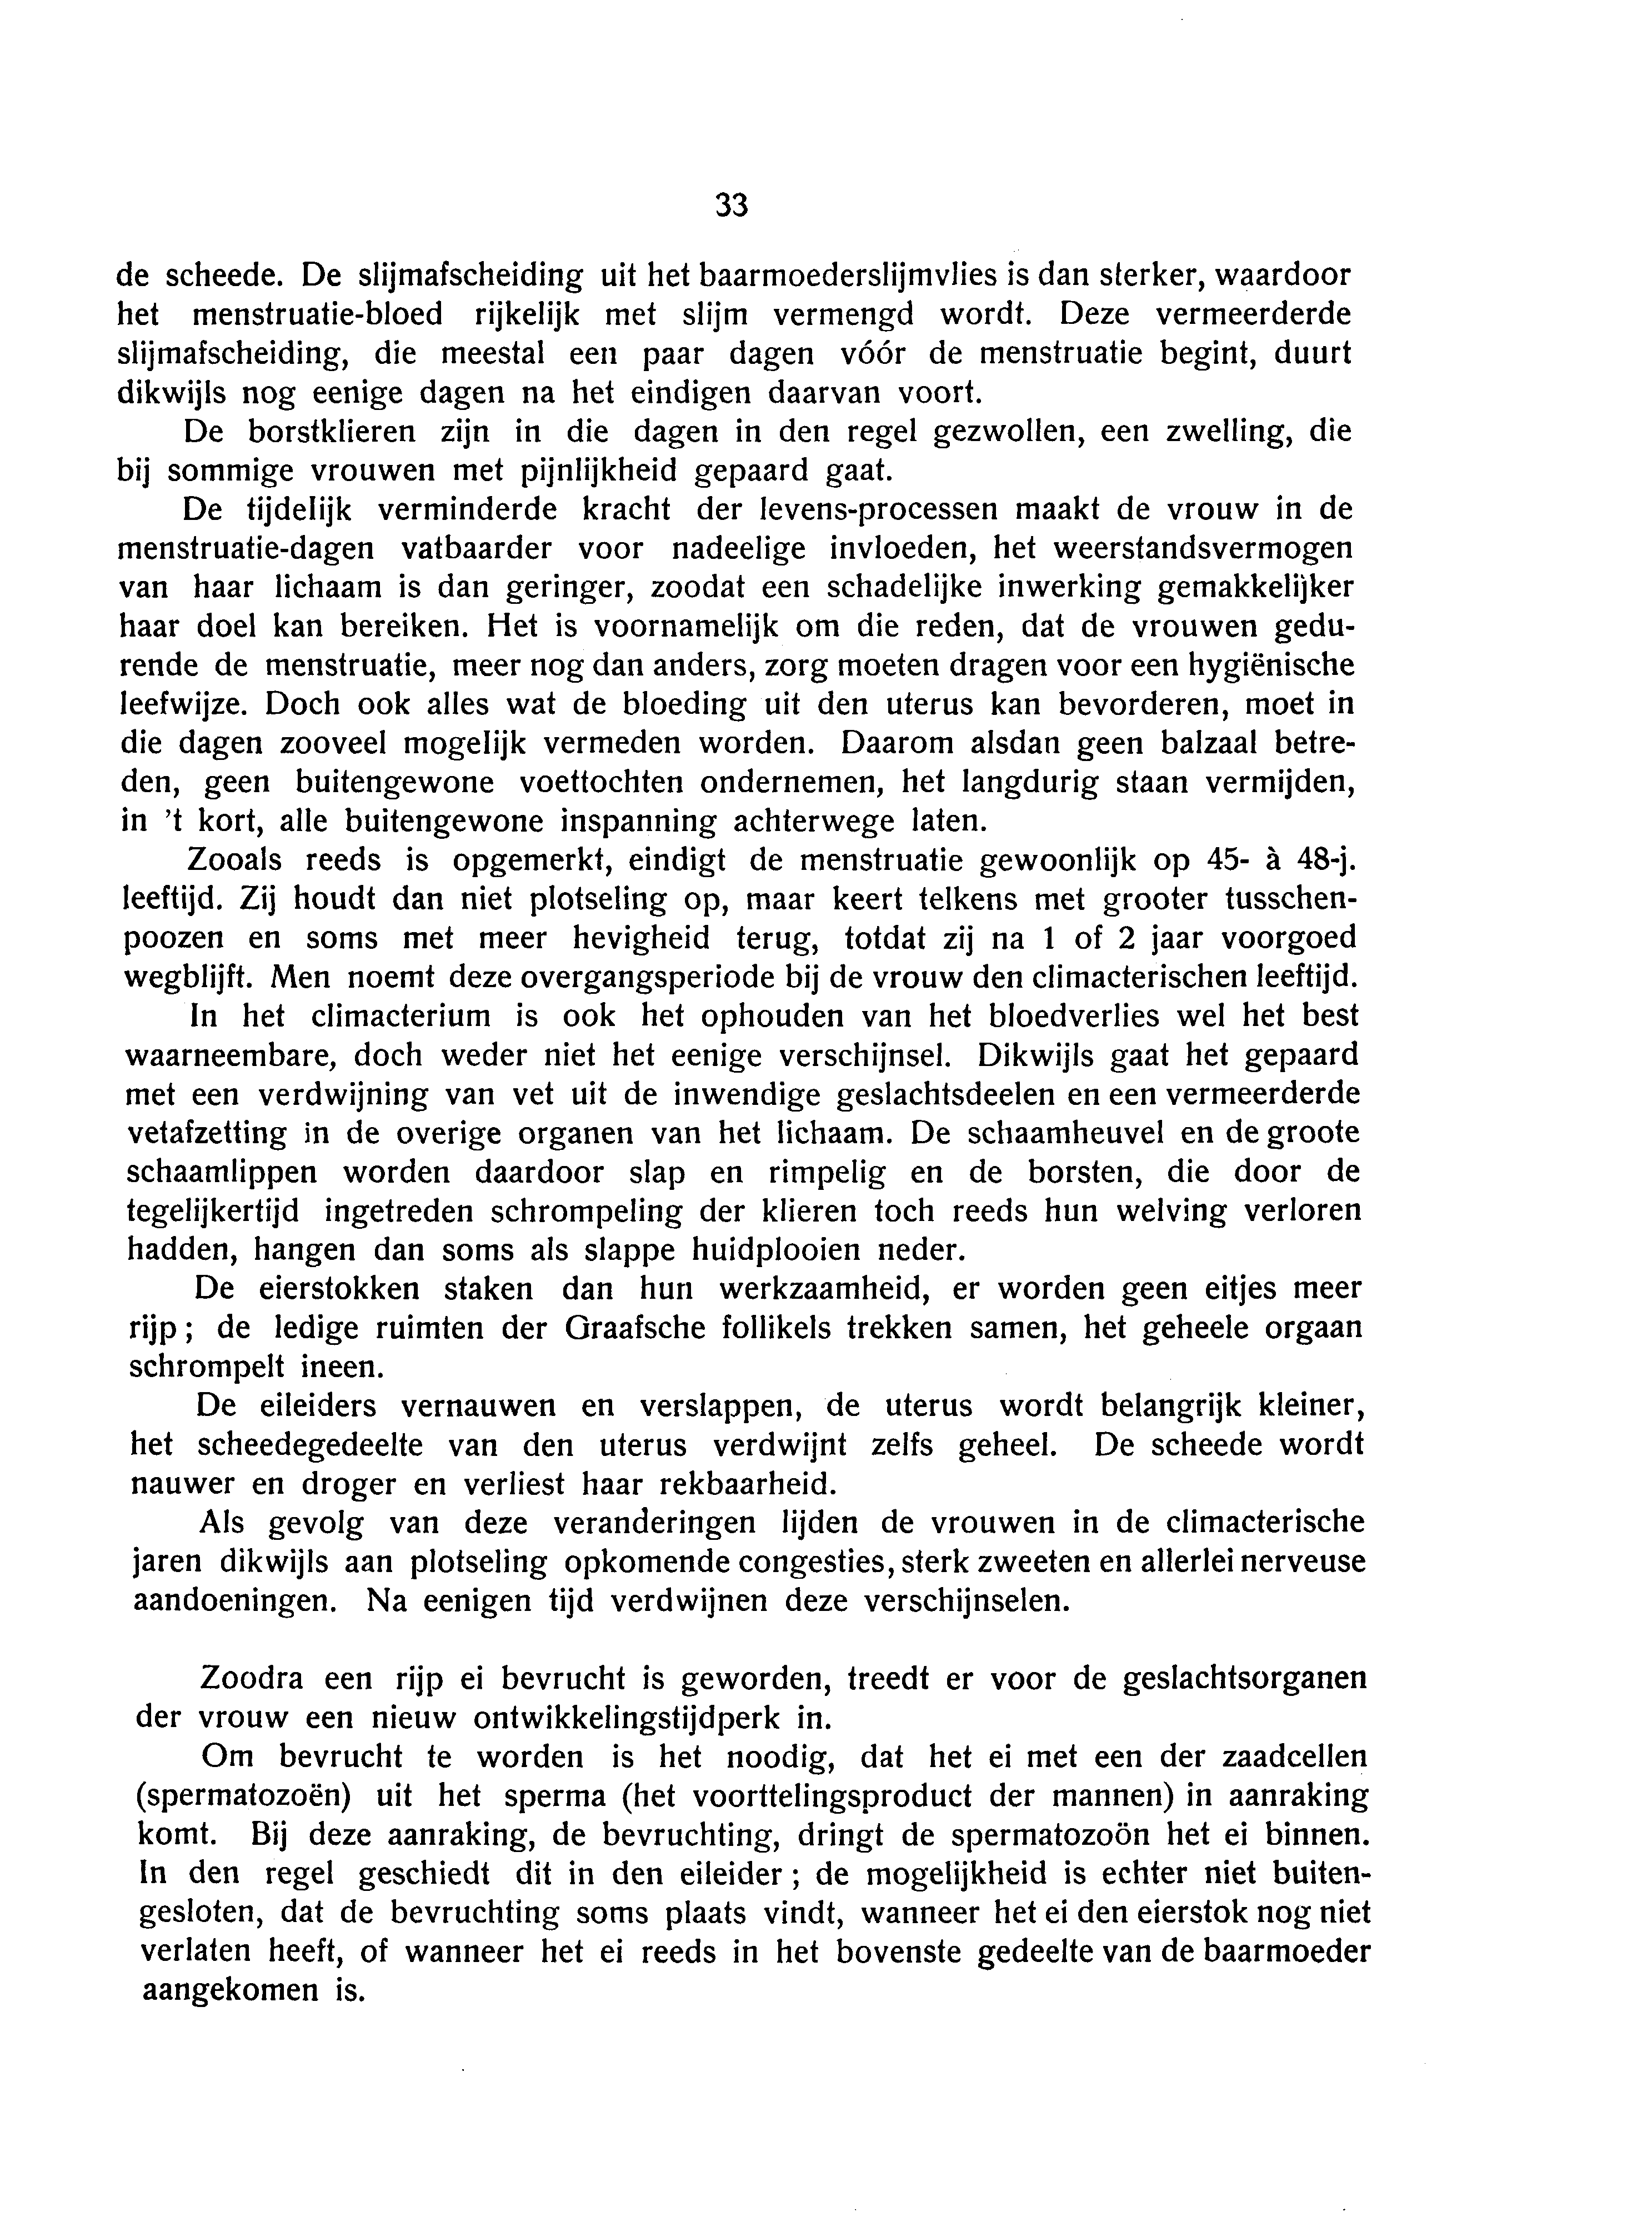 33
de scheede. De slijmafscheiding uit het baarmoederslijmvlies is dan sterker, waardoor
het menstruatie-bloed rijkelijk met slijm vermengd wordt. Deze vermeerderde
slijmafscheiding, die meestal een paar dagen vóór de menstruatie begint, duurt
dikwijls nog eenige dagen na het eindigen daarvan voort.
De borstklieren zijn in die dagen in den regel gezwollen, een zwelling, die
bij sommige vrouwen met pijnlijkheid gepaard gaat.
De tijdelijk verminderde kracht der levens-processen maakt de vrouw in de
menstruatie-dagen vatbaarder voor nadeelige invloeden, het weerstandsvermogen
van haar lichaam is dan geringer, zoodat een schadelijke inwerking gemakkelijker
haar doel kan bereiken. Het is voornamelijk om die reden, dat de vrouwen gedu-
rende de menstruatie, meer nog dan anders, zorg moeten dragen voor een hygiënische
leefwijze. Doch ook alles wat de bloeding uit den uterus kan bevorderen, moet in
die dagen zooveel mogelijk vermeden worden. Daarom alsdan geen balzaal betre-
den, geen buitengewone voettochten ondernemen, het langdurig staan vermijden,
in 't kort, alle buitengewone inspanning achterwege laten.
Zooals reeds is opgemerkt, eindigt de menstruatie gewoonlijk op 45- à 48-j.
leeftijd. Zij houdt dan niet plotseling op, maar keert telkens met grooter tusschen-
poozen en soms met meer hevigheid terug, totdat zij na 1 of 2 jaar voorgoed
wegblijft. Men noemt deze overgangsperiode bij de vrouw den climacterischen leeftijd.
In het climacterium is ook het ophouden van het bloedverlies wel het best
waarneembare, doch weder niet het eenige verschijnsel. Dikwijls gaat het gepaard
met een verdwijning van vet uit de inwendige geslachtsdeelen en een vermeerderde
vetafzetting in de overige organen van het lichaam. De schaamheuvel en de groote
schaamlippen worden daardoor slap en rimpelig en de borsten, die door de
tegelijkertijd ingetreden schrompeling der klieren toch reeds hun welving verloren
hadden, hangen dan soms als slappe huidplooien neder.
De eierstokken staken dan hun werkzaamheid, er worden geen eitjes meer
rijp; de ledige ruimten der Graafsche follikels trekken samen, het geheele orgaan
schrompelt ineen.
De eileiders vernauwen en verslappen, de uterus wordt belangrijk kleiner,
het scheedegedeelte van den uterus verdwijnt zelfs geheel. De scheede wordt
nauwer en droger en verliest haar rekbaarheid.
Als gevolg van deze veranderingen lijden de vrouwen in de climacterische
jaren dikwijls aan plotseling opkomende congesties, sterk zweeten en allerlei nerveuse
aandoeningen. Na eenigen tijd verdwijnen deze verschijnselen.
Zoodra een rijp ei bevrucht is geworden, treedt er voor de geslachtsorganen
der vrouw een nieuw ontwikkelingstijdperk in.
Om bevrucht te worden is het noodig, dat het ei met een der zaadcellen
(spermatozoën) uit het sperma (het voorttelingsproduct der mannen) in aanraking
komt. Bij deze aanraking, de bevruchting, dringt de spermatozoön het ei binnen.
In den regel geschiedt dit in den eileider; de mogelijkheid is echter niet buiten-
gesloten, dat de bevruchting soms plaats vindt, wanneer het ei den eierstok nog niet
verlaten heeft, of wanneer het ei reeds in het bovenste gedeelte van de baarmoeder
aangekomen is.